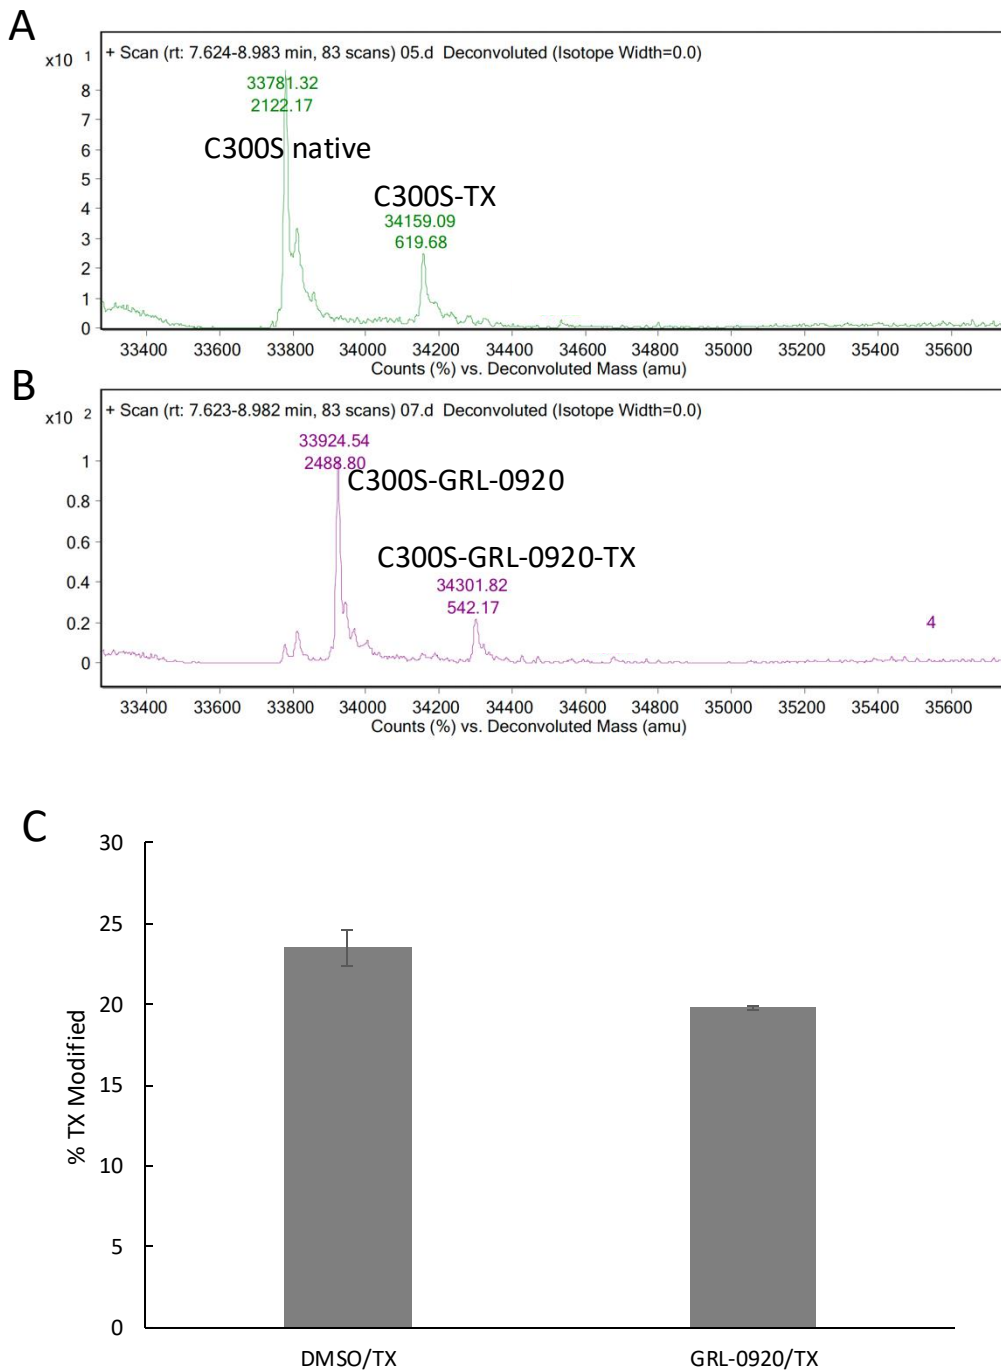 A
x10 1
+ Scan (rt: 7.624-8.983 min, 83 scans) 05.d Deconvoluted (Isotope Width=0.0)
33781.32
2122.17
C300S native
C300S-TX
34159.09
619.68
8
7
6
5
4
3
2
1
0
33400 33600 33800 34000 34200 34400 34600 34800 35000 35200 35400 35600
Counts (%) vs. Deconvoluted Mass (amu)
B
x10 2
+ Scan (rt: 7.623-8.982 min, 83 scans) 07.d Deconvoluted (Isotope Width=0.0)
33924.54
2488.80
C300S-GRL-0920
C300S-GRL-0920-TX
34301.82
542.17
4
1
0.8
0.6
0.4
0.2
0
33400 33600 33800 34000 34200 34400 34600 34800 35000 35200 35400 35600
Counts (%) vs. Deconvoluted Mass (amu)
C
% TX Modified
30
25
20
15
10
5
0
DMSO/TX GRL-0920/TX